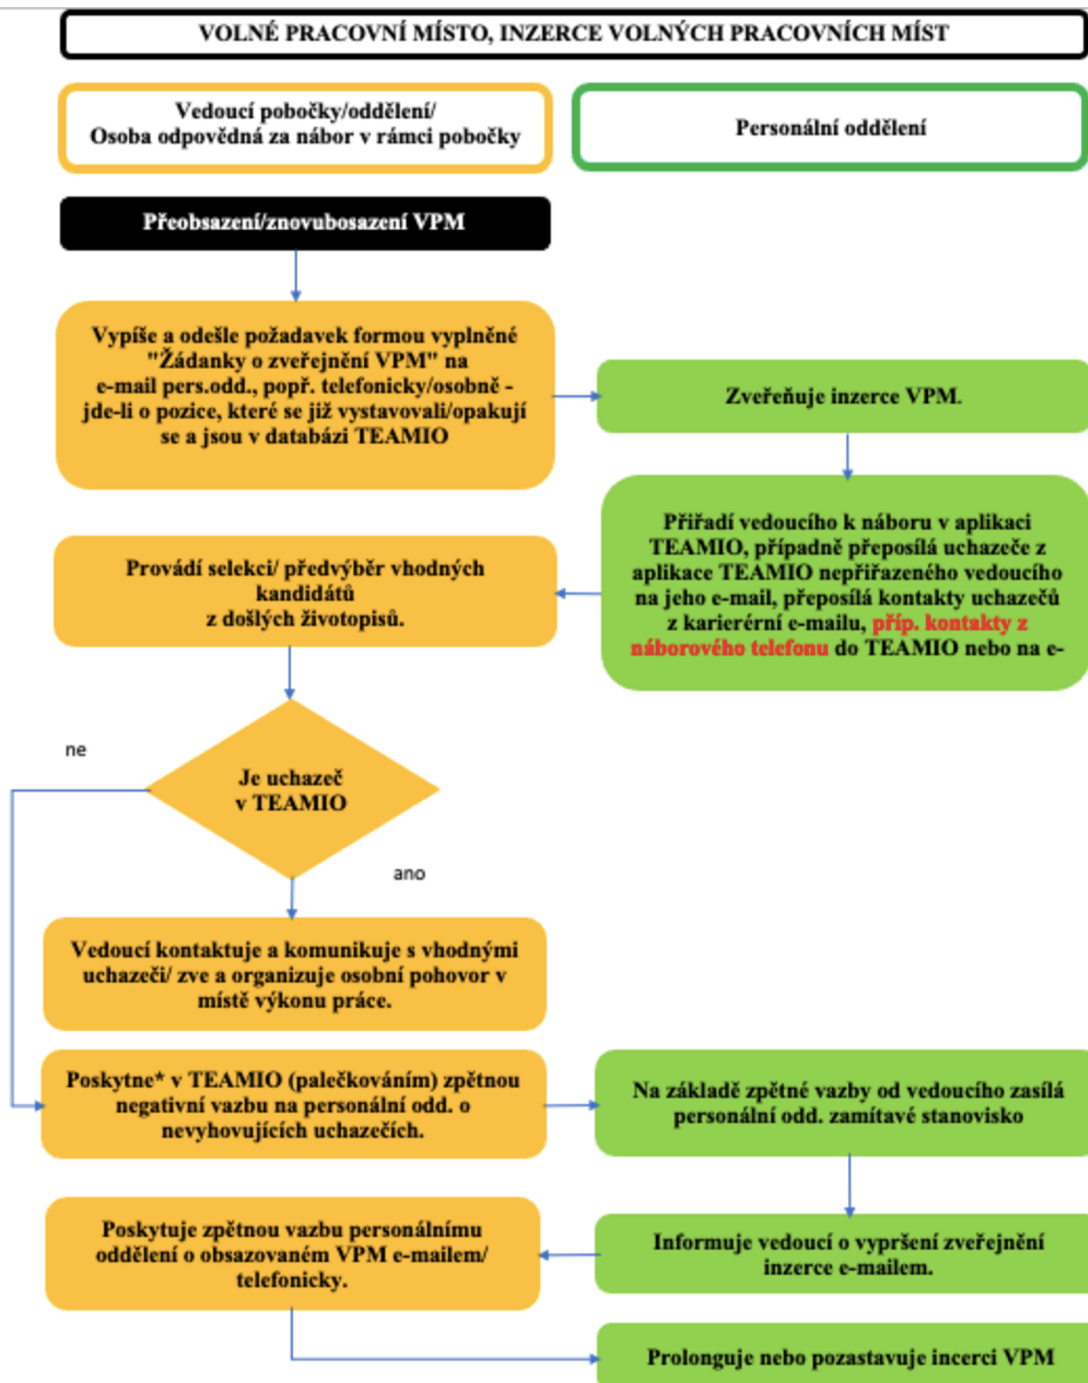 VOLNÉ PRACOVNÍ MÍSTO, INZERCE VOLNÝCH PRACOVNÍCH MÍST
Vedoucí pobočky/oddělení/
Osoba odpovědná za nábor v rámci pobočky
Personální oddělení
Přeobsazení/znovubosazení VPM
Vypíše a odešle požadavek formou vyplněné
"Žádanky o zveřejnění VPM" na
e-mail pers.odd., popř. telefonicky/osobně -
jde-li o pozice, které se již vystavovali/opakují
se a jsou v databázi TEAMIO
Zveřeňuje inzerce VPM.
Přiřadí vedoucího k náboru v aplikaci
TEAMIO, případně přeposílá uchazeče z
aplikace TEAMIO nepřiřazeného vedoucího
na jeho e-mail, přeposílá kontakty uchazečů
z karierérní e-mailu, příp. kontakty z
náborového telefonu do TEAMIO nebo na e-
Provádí selekci/ předvýběr vhodných
kandidátů
z došlých životopisů.
ne
Je uchazeč
v TEAMIO
ano
Vedoucí kontaktuje a komunikuje s vhodnými
uchazeči/ zve a organizuje osobní pohovor v
místě výkonu práce.
Poskytne* v TEAMIO (palečkováním) zpětnou
negativní vazbu na personální odd. o
nevyhovujících uchazečích.
Na základě zpětné vazby od vedoucího zasílá
personální odd. zamítavé stanovisko
Poskytuje zpětnou vazbu personálnímu
oddělení o obsazovaném VPM e-mailem/
telefonicky.
Informuje vedoucí o vypršení zveřejnění
inzerce e-mailem.
Prolonguje nebo pozastavuje incerci VPM